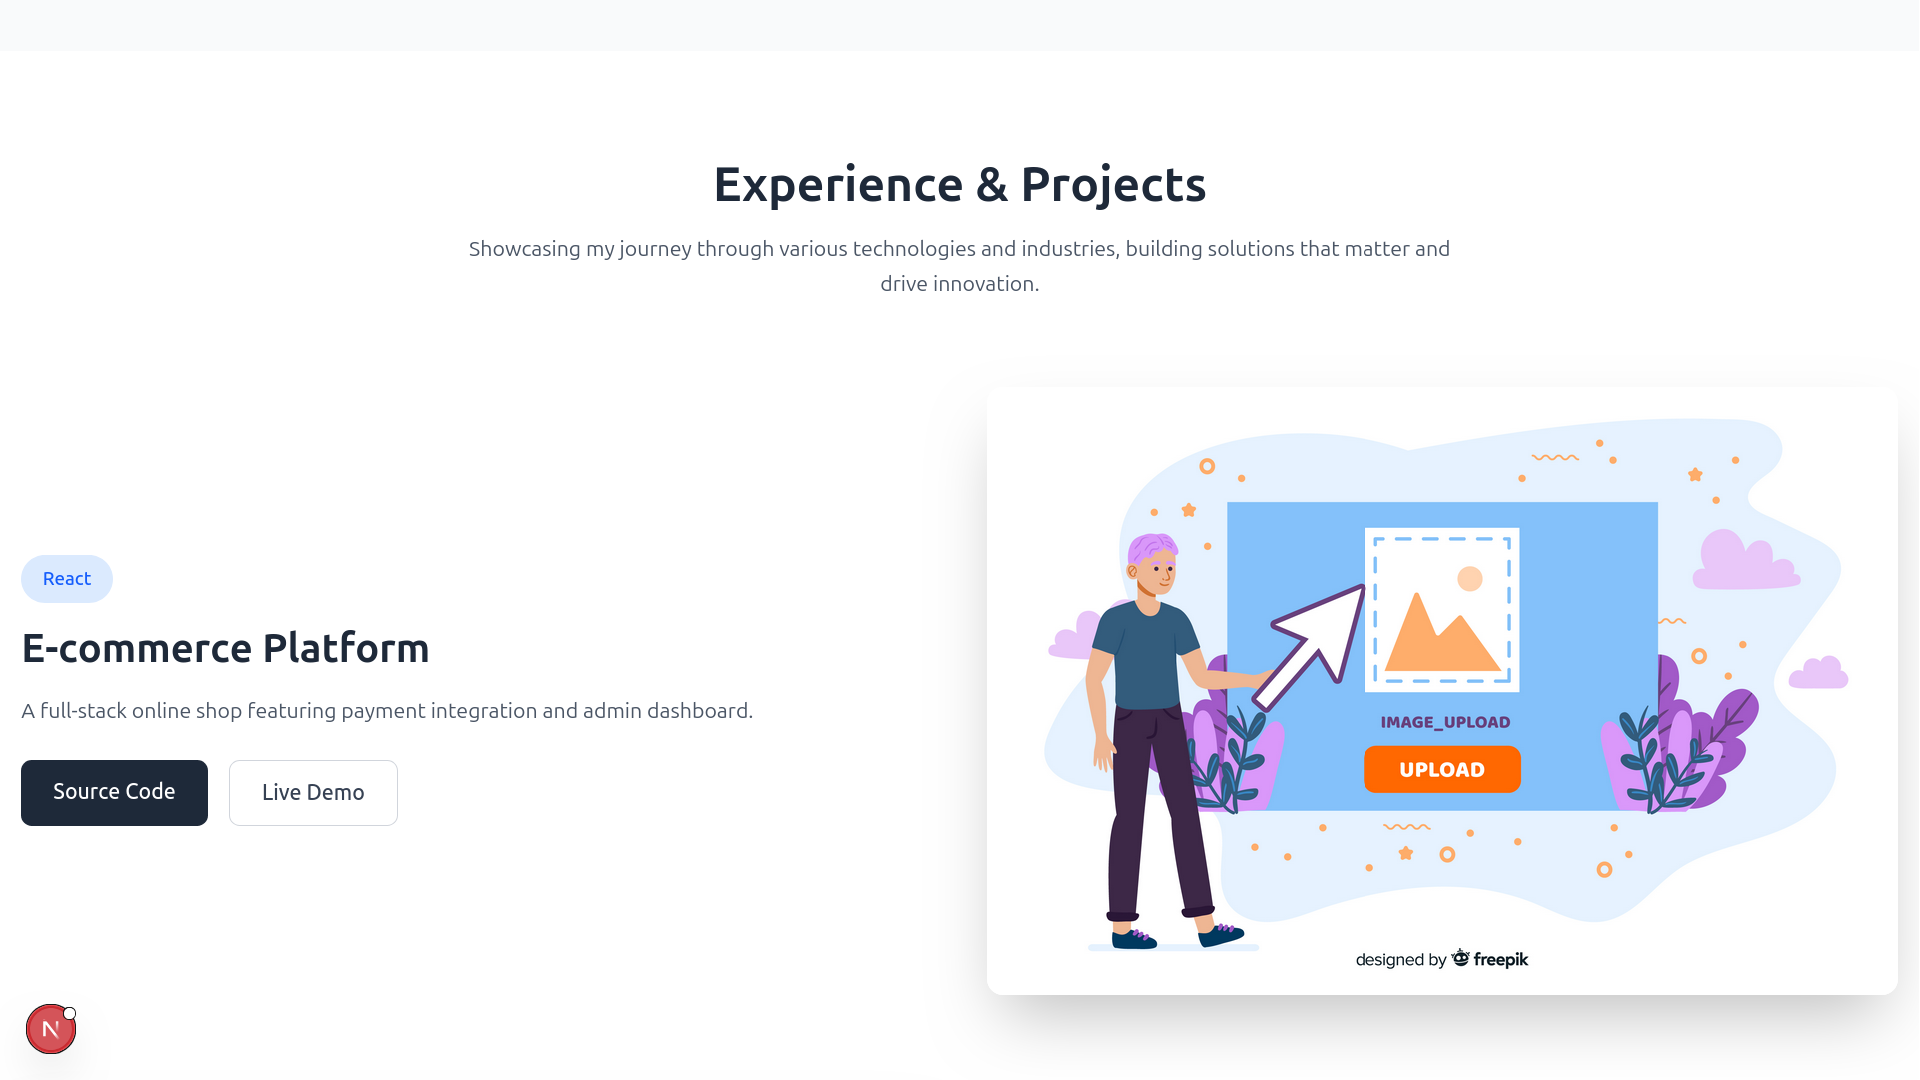 Experience & Projects
Showcasing my journey through various technologies and industries, building solutions that matter and
drive innovation.
React
E-commerce Platform
A full-stack online shop featuring payment integration and admin dashboard.
Source Code
Live Demo
IMAGE_UPLOAD
UPLOAD
designed by freepik
N